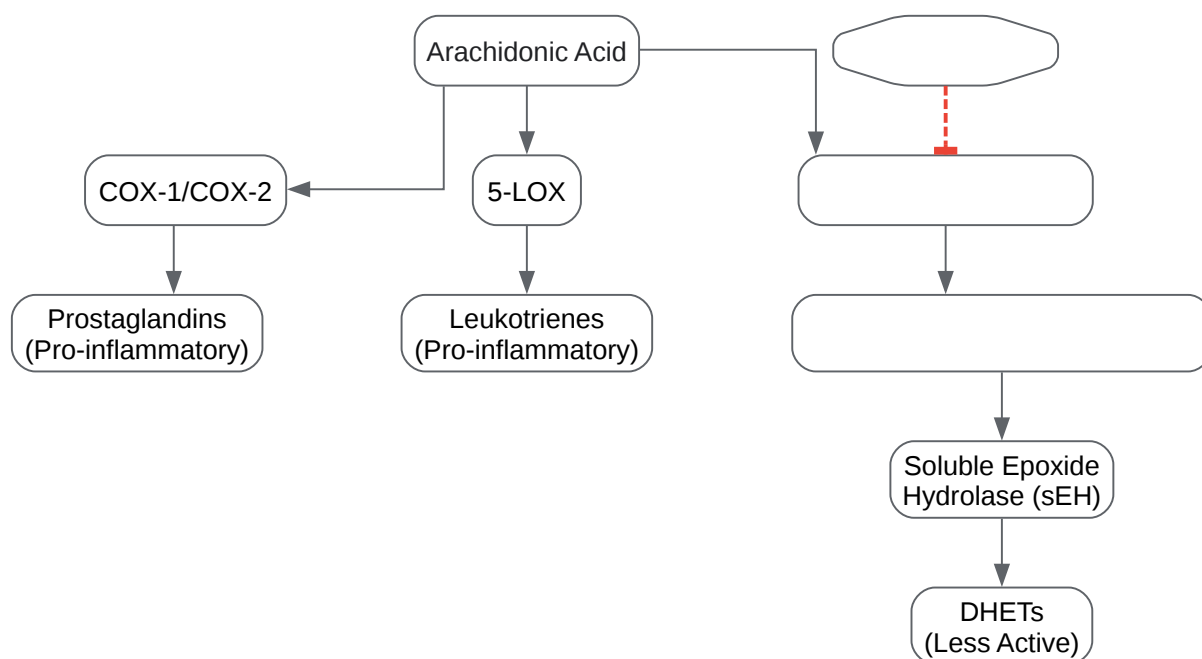 Arachidonic Acid
COX-1/COX-2
5-LOX
Prostaglandins
(Pro-inflammatory)
Leukotrienes
(Pro-inflammatory)
Soluble Epoxide
Hydrolase (sEH)
DHETs
(Less Active)